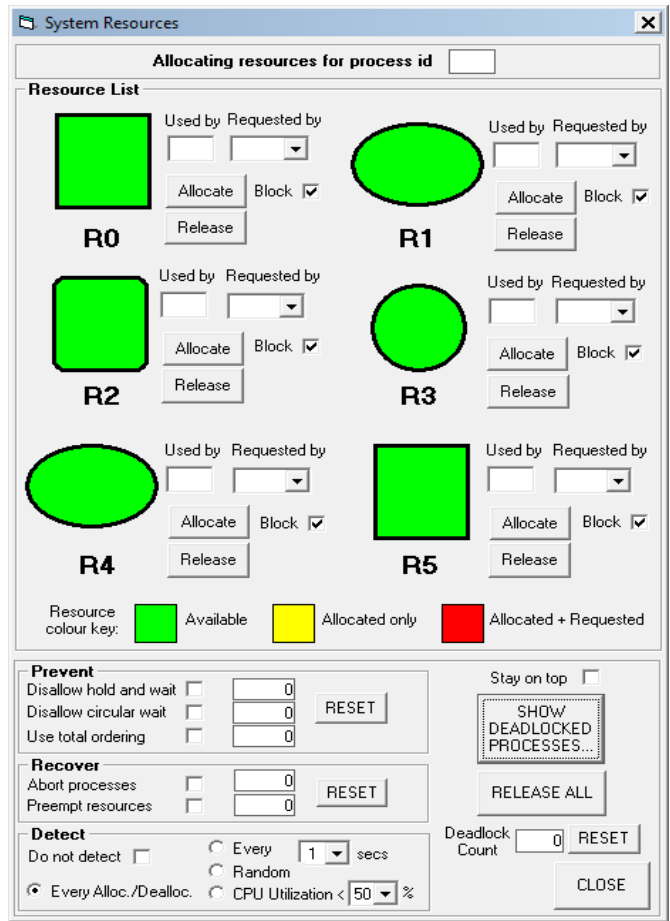 System Resources
Allocating resources for process id
Resource List
Used by Requested by
Allocate Block
Release
R0
Used by Requested by
Allocate Block
Release
R1
Used by Requested by
Allocate Block
Release
R2
Used by Requested by
Allocate Block
Release
R3
Used by Requested by
Allocate Block
Release
R4
Used by Requested by
Allocate Block
Release
R5
Resource
colour key:
Available
Allocated only
Allocated + Requested
Prevent
Disallow hold and wait 0
Disallow circular wait 0
Use total ordering 0
RESET
Recover
Abort processes 0
Preempt resources 0
RESET
Detect
Do not detect
Every Alloc./Dealloc.
Every 1 secs
Random
CPU Utilization < 50 %
Stay on top
SHOW
DEADLOCKED
PROCESSES...
RELEASE ALL
Deadlock
Count
0 RESET
CLOSE